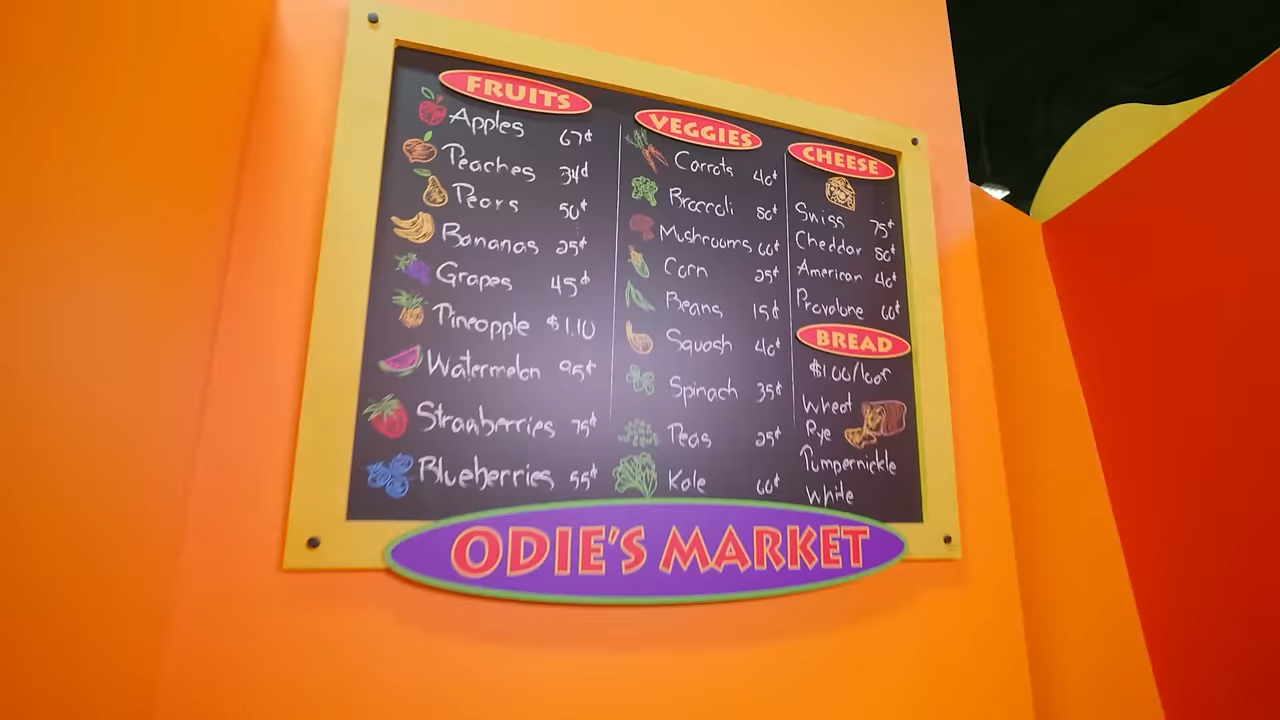 FRUITS
Apples 67¢
Peaches 34¢
Pears 50¢
Bananas 25¢
Grapes 45¢
Pineapple $1.10
Watermelon 95¢
Strawberries 75¢
Blueberries 55¢
VEGGIES
Carrots 40¢
Broccoli 80¢
Mushrooms 60¢
Corn 25¢
Beans 15¢
Squash 40¢
Spinach 35¢
Peas 25¢
Kale 60¢
CHEESE
Swiss 75¢
Cheddar 80¢
American 40¢
Provolone 60¢
BREAD
$1.00/loaf
Wheat
Rye
Pumpernickle
White
ODIE'S MARKET